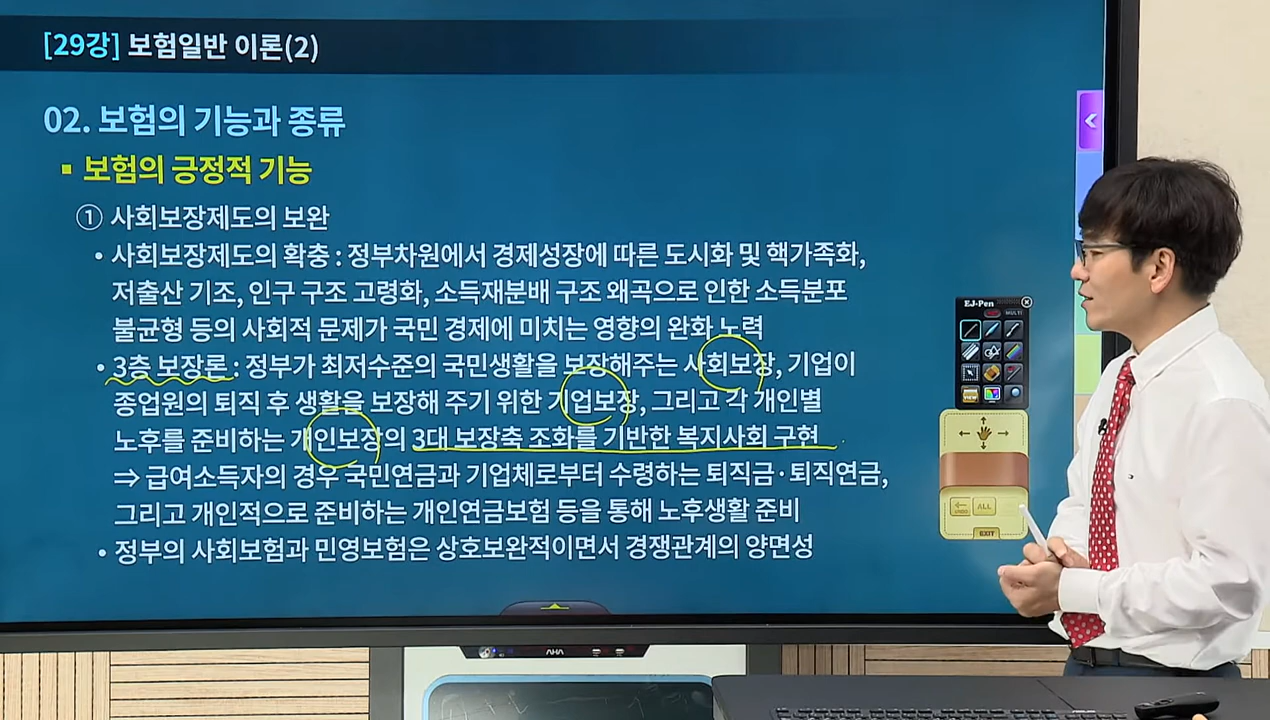 [29강] 보험일반 이론(2)
02. 보험의 기능과 종류
▪ 보험의 긍정적 기능
① 사회보장제도의 보완
• 사회보장제도의 확충 : 정부차원에서 경제성장에 따른 도시화 및 핵가족화,
저출산 기조, 인구 구조 고령화, 소득재분배 구조 왜곡으로 인한 소득분포
불균형 등의 사회적 문제가 국민 경제에 미치는 영향의 완화 노력
• 3층 보장론 : 정부가 최저수준의 국민생활을 보장해주는 사회보장, 기업이
종업원의 퇴직 후 생활을 보장해 주기 위한 기업보장, 그리고 각 개인별
노후를 준비하는 개인보장의 3대 보장축 조화를 기반한 복지사회 구현
⇒ 급여소득자의 경우 국민연금과 기업체로부터 수령하는 퇴직금·퇴직연금,
그리고 개인적으로 준비하는 개인연금보험 등을 통해 노후생활 준비
• 정부의 사회보험과 민영보험은 상호보완적이면서 경쟁관계의 양면성
EJ-Pen
MULTI
VIEW
UNDO
ALL
EXIT
AHA